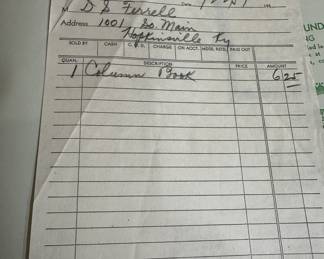 M D. S. Ferrell Date
Address 1001 So. Main
Hopkinsville Ky
SOLD BY CASH C. O. D. CHARGE ON ACCT. MDSE. RETD. PAID OUT
QUAN. DESCRIPTION PRICE AMOUNT
1 Column Book 6 25